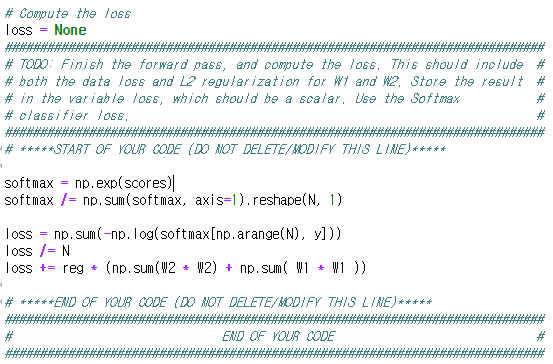 # Compute the loss
loss = None
###########################################################################
# TODO: Finish the forward pass, and compute the loss. This should include #
# both the data loss and L2 regularization for W1 and W2. Store the result #
# in the variable loss, which should be a scalar. Use the Softmax #
# classifier loss. #
###########################################################################
# *****START OF YOUR CODE (DO NOT DELETE/MODIFY THIS LINE)*****
softmax = np.exp(scores)
softmax /= np.sum(softmax, axis=1).reshape(N, 1)
loss = np.sum(-np.log(softmax[np.arange(N), y]))
loss /= N
loss += reg * (np.sum(W2 * W2) + np.sum( W1 * W1 ))
# *****END OF YOUR CODE (DO NOT DELETE/MODIFY THIS LINE)*****
###########################################################################
# END OF YOUR CODE #
###########################################################################